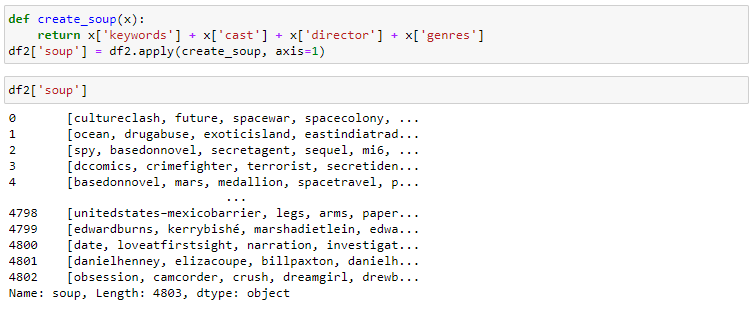 def create_soup(x):
    return x['keywords'] + x['cast'] + x['director'] + x['genres']
df2['soup'] = df2.apply(create_soup, axis=1)
df2['soup']
0       [cultureclash, future, spacewar, spacecolony, ...
1       [ocean, drugabuse, exoticisland, eastindiatrad...
2       [spy, basedonnovel, secretagent, sequel, mi6, ...
3       [dccomics, crimefighter, terrorist, secretiden...
4       [basedonnovel, mars, medallion, spacetravel, p...
                              ...
4798    [unitedstates–mexicobarrier, legs, arms, paper...
4799    [edwardburns, kerrybishé, marshadietlein, edwa...
4800    [date, loveatfirstsight, narration, investigat...
4801    [danielhenney, elizacoupe, billpaxton, danielh...
4802    [obsession, camcorder, crush, dreamgirl, drewb...
Name: soup, Length: 4803, dtype: object